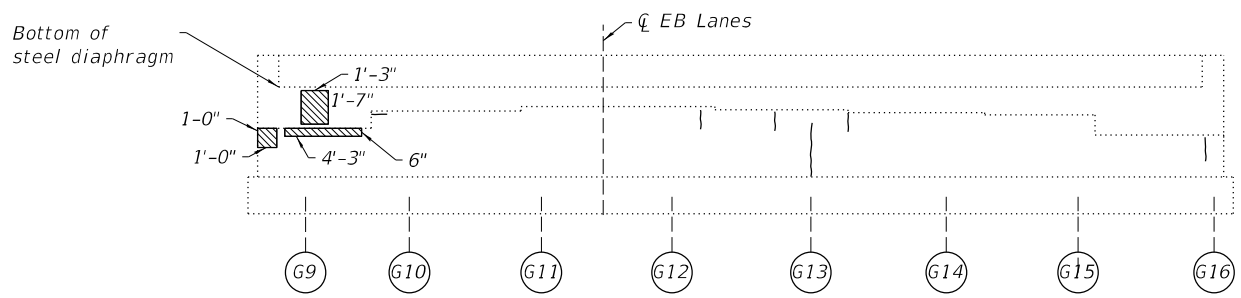 Bottom of
steel diaphragm
℄ EB Lanes
1'-3"
1'-7"
1-0"
1'-0"
4'-3"
6"
G9 G10 G11 G12 G13 G14 G15 G16